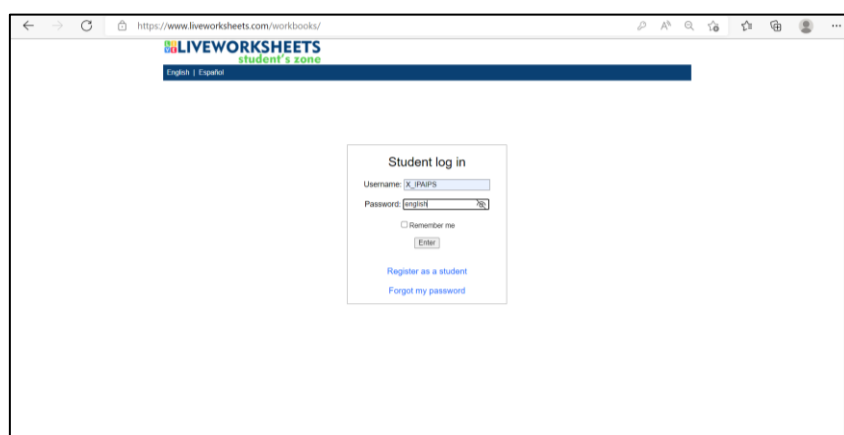 https://www.liveworksheets.com/workbooks/
LIVEWORKSHEETS
student's zone
English | Español
Student log in
Username: X_IPAIPS
Password: english
Remember me
Enter
Register as a student
Forgot my password